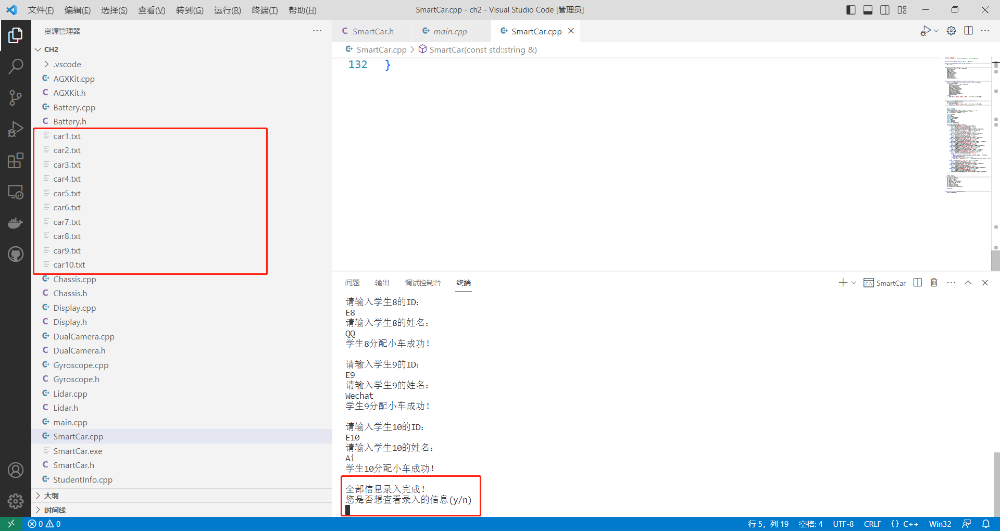 文件(F) 编辑(E) 选择(S) 查看(V) 转到(G) 运行(R) 终端(T) 帮助(H) SmartCar.cpp - ch2 - Visual Studio Code [管理员]
资源管理器
CH2
.vscode
AGXKit.cpp
AGXKit.h
Battery.cpp
Battery.h
car1.txt
car2.txt
car3.txt
car4.txt
car5.txt
car6.txt
car7.txt
car8.txt
car9.txt
car10.txt
Chassis.cpp
Chassis.h
Display.cpp
Display.h
DualCamera.cpp
DualCamera.h
Gyroscope.cpp
Gyroscope.h
Lidar.cpp
Lidar.h
main.cpp
SmartCar.cpp
SmartCar.exe
SmartCar.h
StudentInfo.cpp
大纲
时间线
SmartCar.h main.cpp SmartCar.cpp
SmartCar.cpp > SmartCar(const std::string &)
132 }
问题 输出 调试控制台 终端 SmartCar
请输入学生8的ID:
E8
请输入学生8的姓名:
QQ
学生8分配小车成功!
请输入学生9的ID:
E9
请输入学生9的姓名:
Wechat
学生9分配小车成功!
请输入学生10的ID:
E10
请输入学生10的姓名:
Ai
学生10分配小车成功!
全部信息录入完成!
您是否想查看录入的信息(y/n)
0 0 行 5, 列 19 空格: 4 UTF-8 CRLF {} C++ Win32